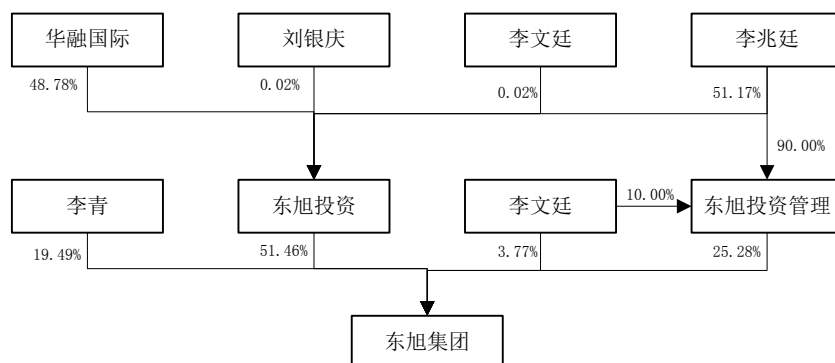 华融国际
刘银庆
李文廷
李兆廷
48.78%
0.02%
0.02%
51.17%
90.00%
李青
东旭投资
李文廷
10.00%
东旭投资管理
19.49%
51.46%
3.77%
25.28%
东旭集团